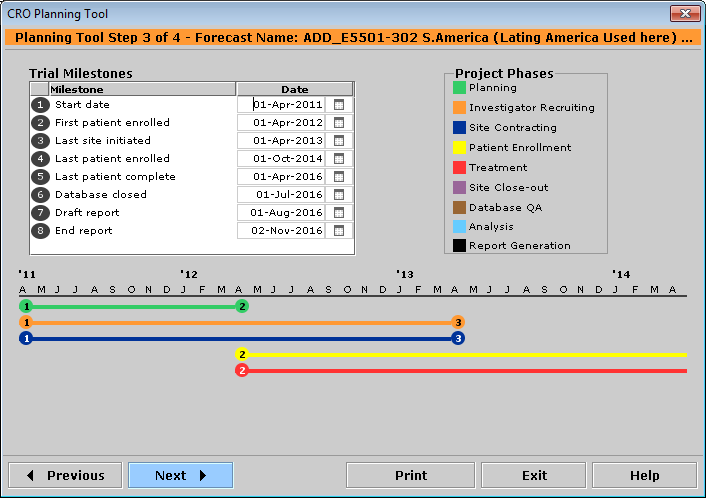 CRO Planning Tool
Planning Tool Step 3 of 4 - Forecast Name: ADD_E5501-302 S.America (Lating America Used here) ...
Trial Milestones
Milestone Date
1 Start date 01-Apr-2011
2 First patient enrolled 01-Apr-2012
3 Last site initiated 01-Apr-2013
4 Last patient enrolled 01-Oct-2014
5 Last patient complete 01-Apr-2016
6 Database closed 01-Jul-2016
7 Draft report 01-Aug-2016
8 End report 02-Nov-2016
Project Phases
Planning
Investigator Recruiting
Site Contracting
Patient Enrollment
Treatment
Site Close-out
Database QA
Analysis
Report Generation
'11 '12 '13 '14
A M J J A S O N D J F M A M J J A S O N D J F M A M J J A S O N D J F M A
1 2
1 3
1 3
2
2
Previous Next Print Exit Help